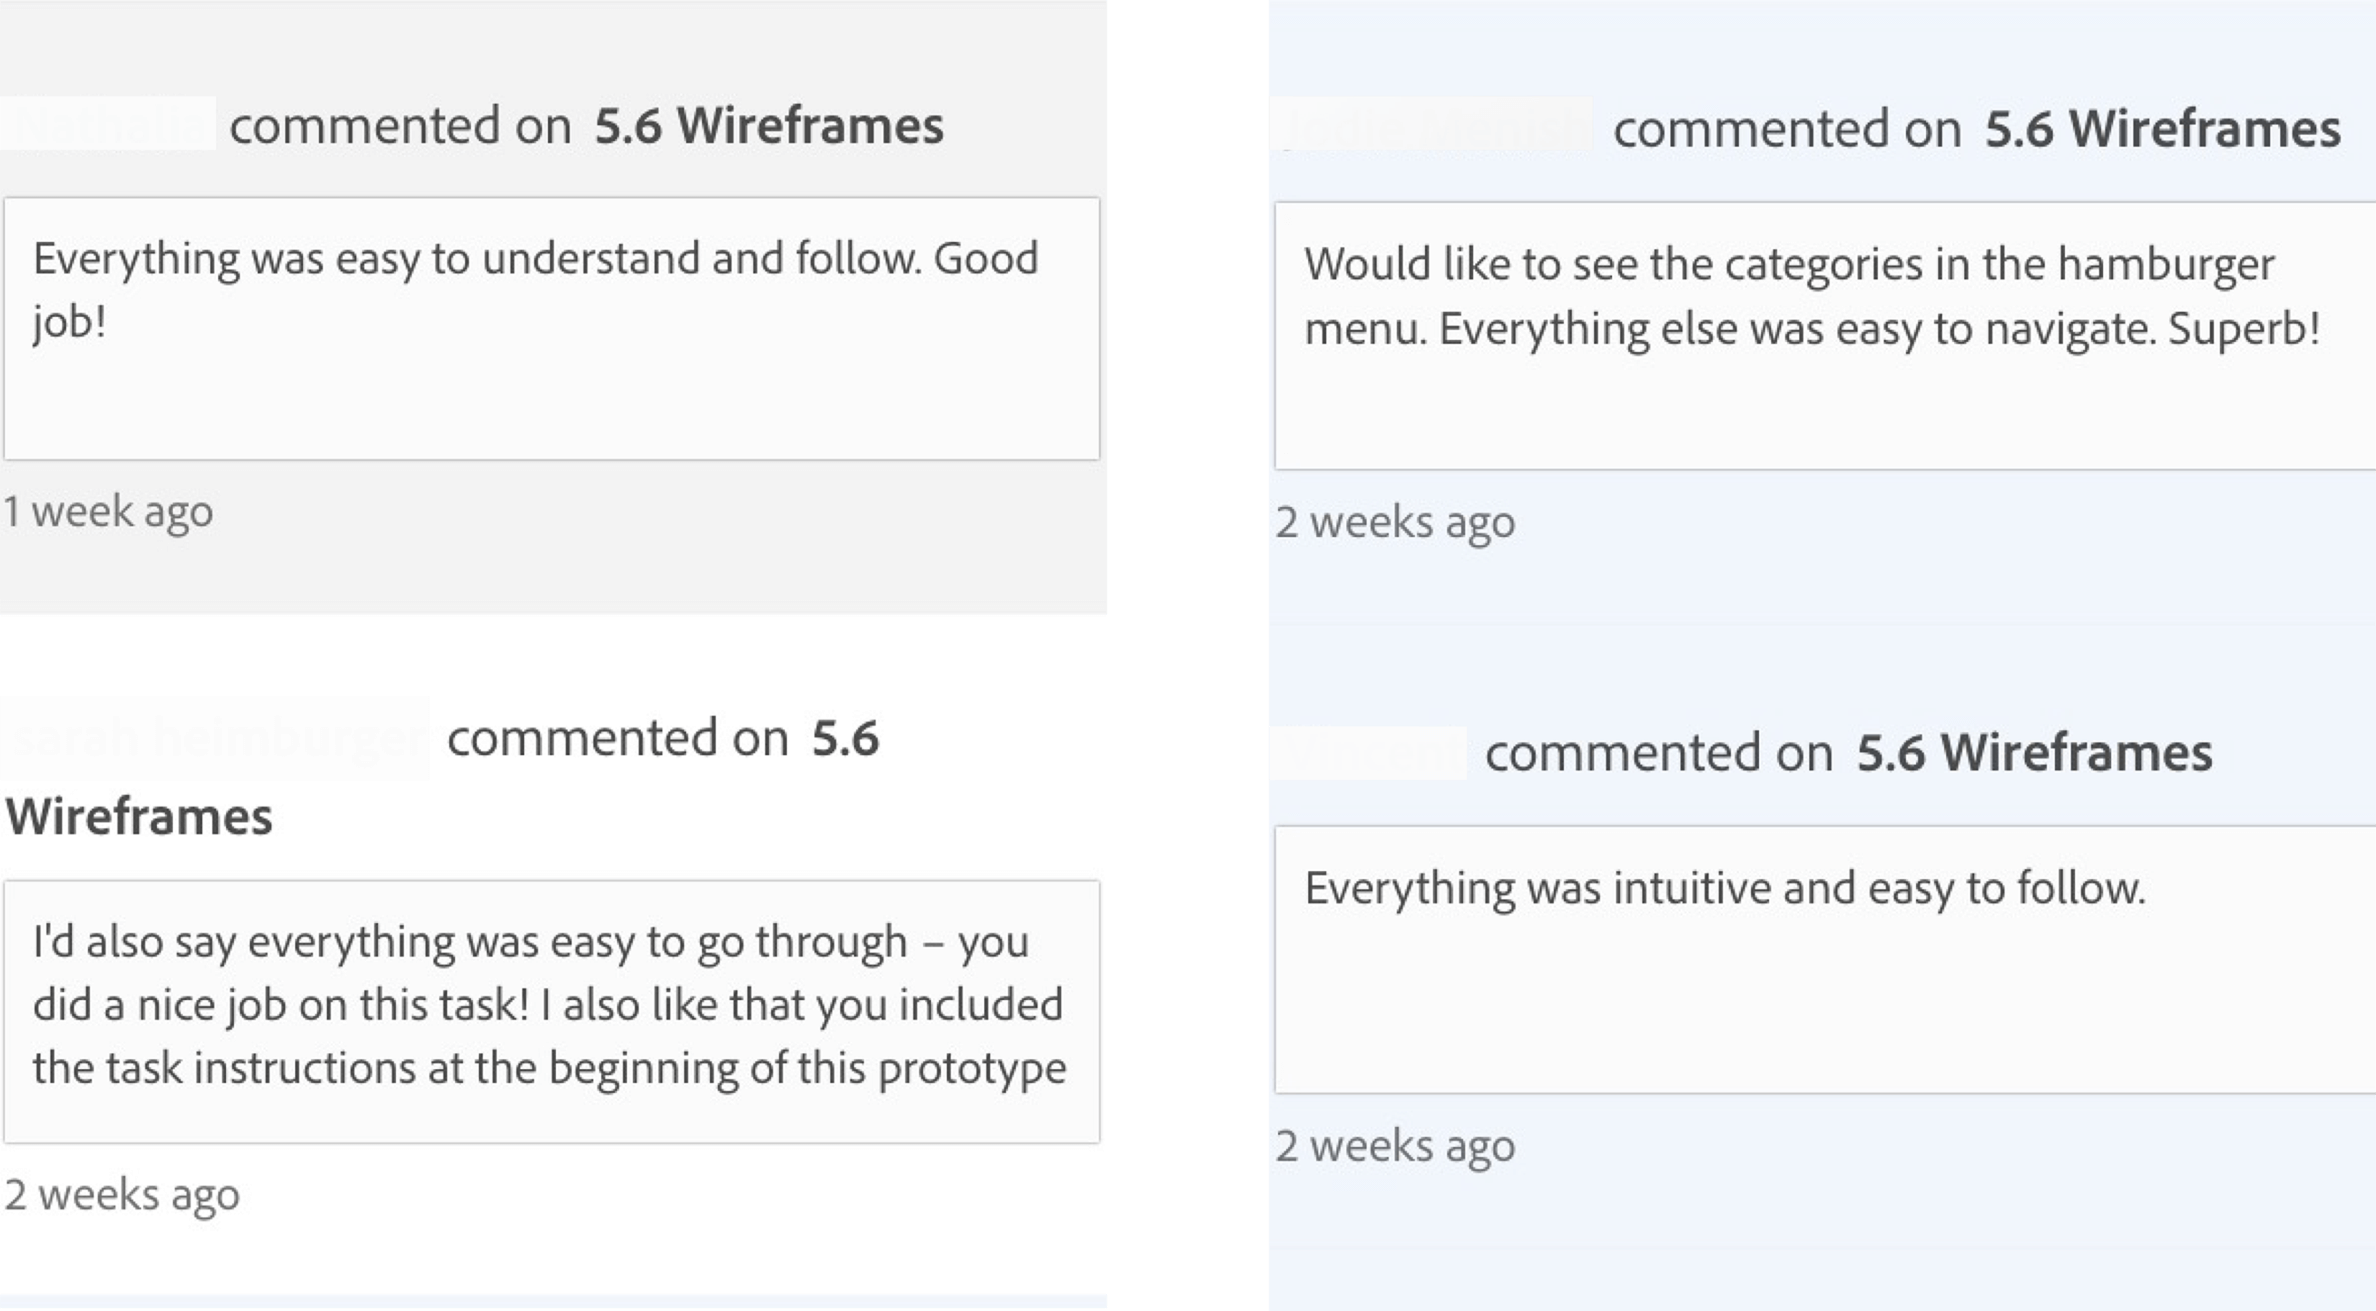 commented on 5.6 Wireframes
Everything was easy to understand and follow. Good
job!
1 week ago
commented on 5.6
Wireframes
I'd also say everything was easy to go through – you
did a nice job on this task! I also like that you included
the task instructions at the beginning of this prototype
2 weeks ago
commented on 5.6 Wireframes
Would like to see the categories in the hamburger
menu. Everything else was easy to navigate. Superb!
2 weeks ago
commented on 5.6 Wireframes
Everything was intuitive and easy to follow.
2 weeks ago